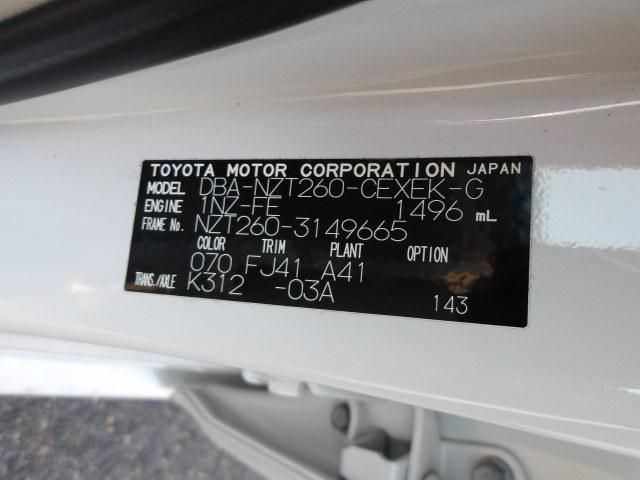 TOYOTA MOTOR CORPORATION JAPAN
MODEL DBA-NZT260-CEXEK-G
ENGINE 1NZ-FE 1496 mL
FRAME No. NZT260-3149665
COLOR TRIM PLANT OPTION
070 FJ41 A41
TRANS./AXLE K312 -03A
143